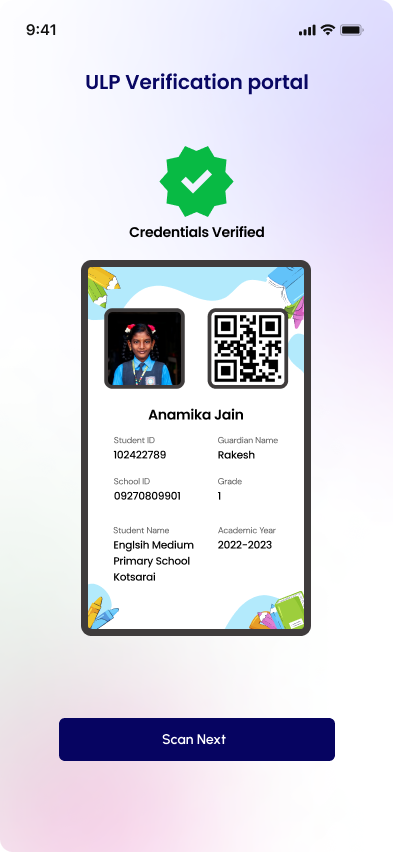 9:41
ULP Verification portal
Credentials Verified
Anamika Jain
Student ID
Guardian Name
102422789
Rakesh
School ID
Grade
09270809901
1
Student Name
Academic Year
Englsih Medium
2022-2023
Primary School
Kotsarai
Scan Next